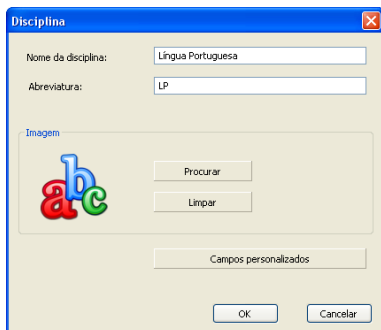 Disciplina
Nome da disciplina: Língua Portuguesa
Abreviatura: LP
Imagem
abc
Procurar
Limpar
Campos personalizados
OK Cancelar